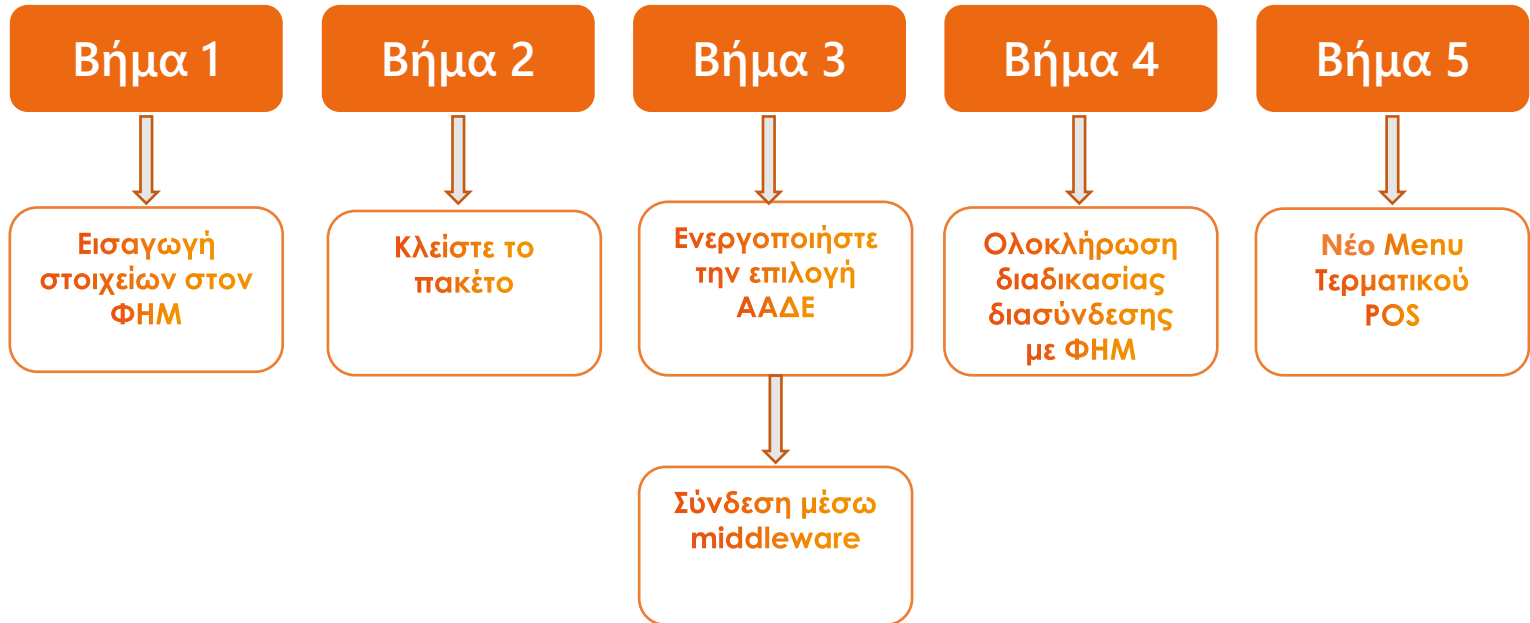 Βήμα 1
Βήμα 2
Βήμα 3
Βήμα 4
Βήμα 5
Εισαγωγή
στοιχείων στον
ΦΗΜ
Κλείστε το
πακέτο
Ενεργοποιήστε
την επιλογή
ΑΑΔΕ
Ολοκλήρωση
διαδικασίας
διασύνδεσης
με ΦΗΜ
Νέο Menu
Τερματικού
POS
Σύνδεση μέσω
middleware